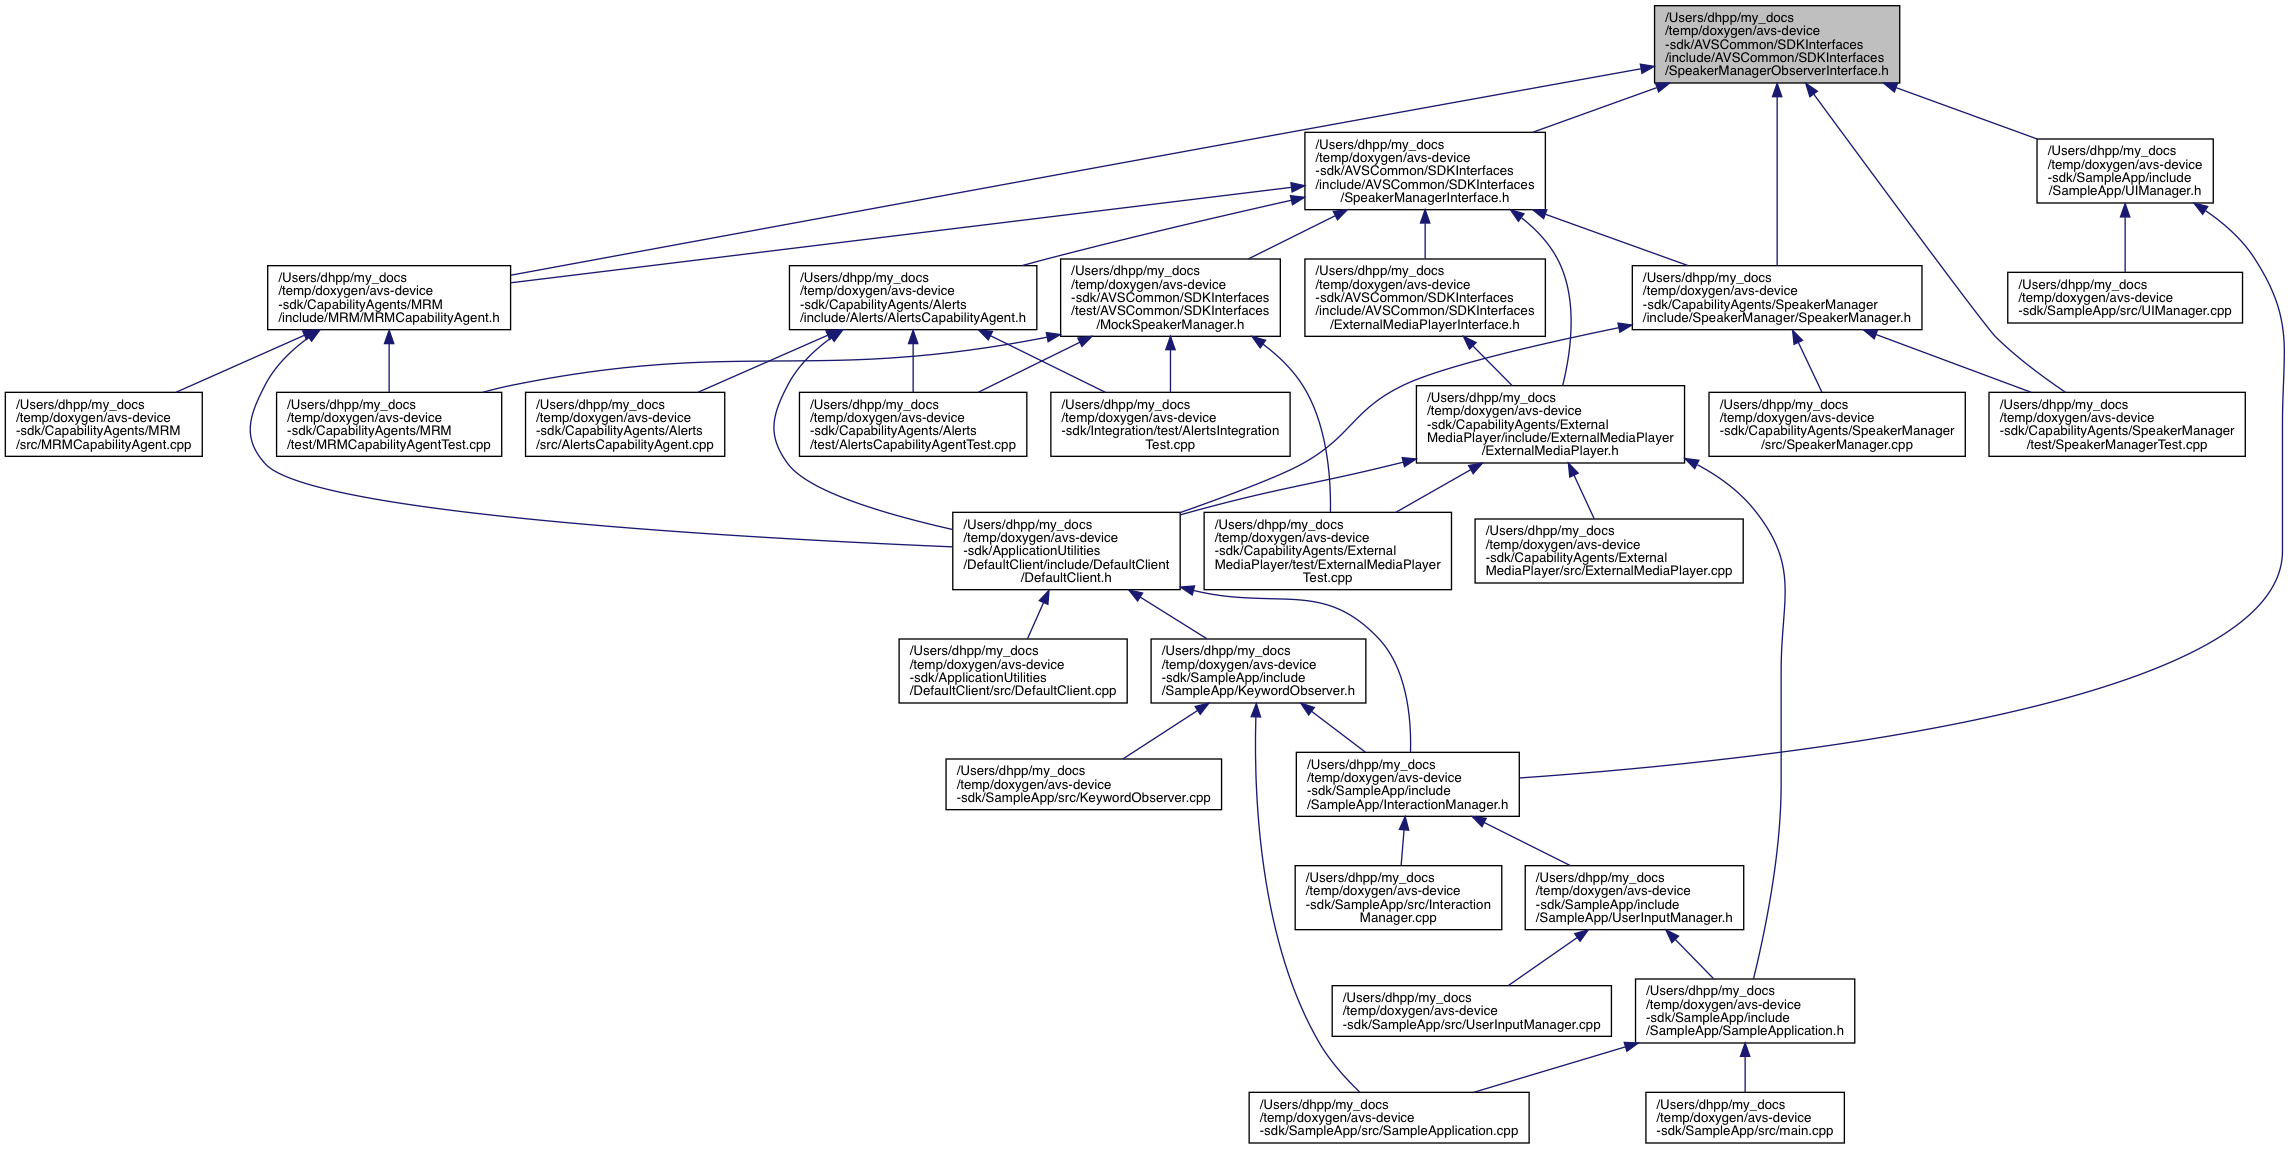 /Users/dhpp/my_docs
/temp/doxygen/avs-device
-sdk/AVSCommon/SDKInterfaces
/include/AVSCommon/SDKInterfaces
/SpeakerManagerObserverInterface.h
/Users/dhpp/my_docs
/temp/doxygen/avs-device
-sdk/AVSCommon/SDKInterfaces
/include/AVSCommon/SDKInterfaces
/SpeakerManagerInterface.h
/Users/dhpp/my_docs
/temp/doxygen/avs-device
-sdk/SampleApp/include
/SampleApp/UIManager.h
/Users/dhpp/my_docs
/temp/doxygen/avs-device
-sdk/CapabilityAgents/MRM
/include/MRM/MRMCapabilityAgent.h
/Users/dhpp/my_docs
/temp/doxygen/avs-device
-sdk/CapabilityAgents/Alerts
/include/Alerts/AlertsCapabilityAgent.h
/Users/dhpp/my_docs
/temp/doxygen/avs-device
-sdk/AVSCommon/SDKInterfaces
/test/AVSCommon/SDKInterfaces
/MockSpeakerManager.h
/Users/dhpp/my_docs
/temp/doxygen/avs-device
-sdk/AVSCommon/SDKInterfaces
/include/AVSCommon/SDKInterfaces
/ExternalMediaPlayerInterface.h
/Users/dhpp/my_docs
/temp/doxygen/avs-device
-sdk/CapabilityAgents/SpeakerManager
/include/SpeakerManager/SpeakerManager.h
/Users/dhpp/my_docs
/temp/doxygen/avs-device
-sdk/SampleApp/src/UIManager.cpp
/Users/dhpp/my_docs
/temp/doxygen/avs-device
-sdk/CapabilityAgents/MRM
/src/MRMCapabilityAgent.cpp
/Users/dhpp/my_docs
/temp/doxygen/avs-device
-sdk/CapabilityAgents/MRM
/test/MRMCapabilityAgentTest.cpp
/Users/dhpp/my_docs
/temp/doxygen/avs-device
-sdk/CapabilityAgents/Alerts
/src/AlertsCapabilityAgent.cpp
/Users/dhpp/my_docs
/temp/doxygen/avs-device
-sdk/CapabilityAgents/Alerts
/test/AlertsCapabilityAgentTest.cpp
/Users/dhpp/my_docs
/temp/doxygen/avs-device
-sdk/Integration/test/AlertsIntegration
Test.cpp
/Users/dhpp/my_docs
/temp/doxygen/avs-device
-sdk/CapabilityAgents/External
MediaPlayer/include/ExternalMediaPlayer
/ExternalMediaPlayer.h
/Users/dhpp/my_docs
/temp/doxygen/avs-device
-sdk/CapabilityAgents/SpeakerManager
/src/SpeakerManager.cpp
/Users/dhpp/my_docs
/temp/doxygen/avs-device
-sdk/CapabilityAgents/SpeakerManager
/test/SpeakerManagerTest.cpp
/Users/dhpp/my_docs
/temp/doxygen/avs-device
-sdk/ApplicationUtilities
/DefaultClient/include/DefaultClient
/DefaultClient.h
/Users/dhpp/my_docs
/temp/doxygen/avs-device
-sdk/CapabilityAgents/External
MediaPlayer/test/ExternalMediaPlayer
Test.cpp
/Users/dhpp/my_docs
/temp/doxygen/avs-device
-sdk/CapabilityAgents/External
MediaPlayer/src/ExternalMediaPlayer.cpp
/Users/dhpp/my_docs
/temp/doxygen/avs-device
-sdk/ApplicationUtilities
/DefaultClient/src/DefaultClient.cpp
/Users/dhpp/my_docs
/temp/doxygen/avs-device
-sdk/SampleApp/include
/SampleApp/KeywordObserver.h
/Users/dhpp/my_docs
/temp/doxygen/avs-device
-sdk/SampleApp/src/KeywordObserver.cpp
/Users/dhpp/my_docs
/temp/doxygen/avs-device
-sdk/SampleApp/include
/SampleApp/InteractionManager.h
/Users/dhpp/my_docs
/temp/doxygen/avs-device
-sdk/SampleApp/src/Interaction
Manager.cpp
/Users/dhpp/my_docs
/temp/doxygen/avs-device
-sdk/SampleApp/include
/SampleApp/UserInputManager.h
/Users/dhpp/my_docs
/temp/doxygen/avs-device
-sdk/SampleApp/src/UserInputManager.cpp
/Users/dhpp/my_docs
/temp/doxygen/avs-device
-sdk/SampleApp/include
/SampleApp/SampleApplication.h
/Users/dhpp/my_docs
/temp/doxygen/avs-device
-sdk/SampleApp/src/SampleApplication.cpp
/Users/dhpp/my_docs
/temp/doxygen/avs-device
-sdk/SampleApp/src/main.cpp